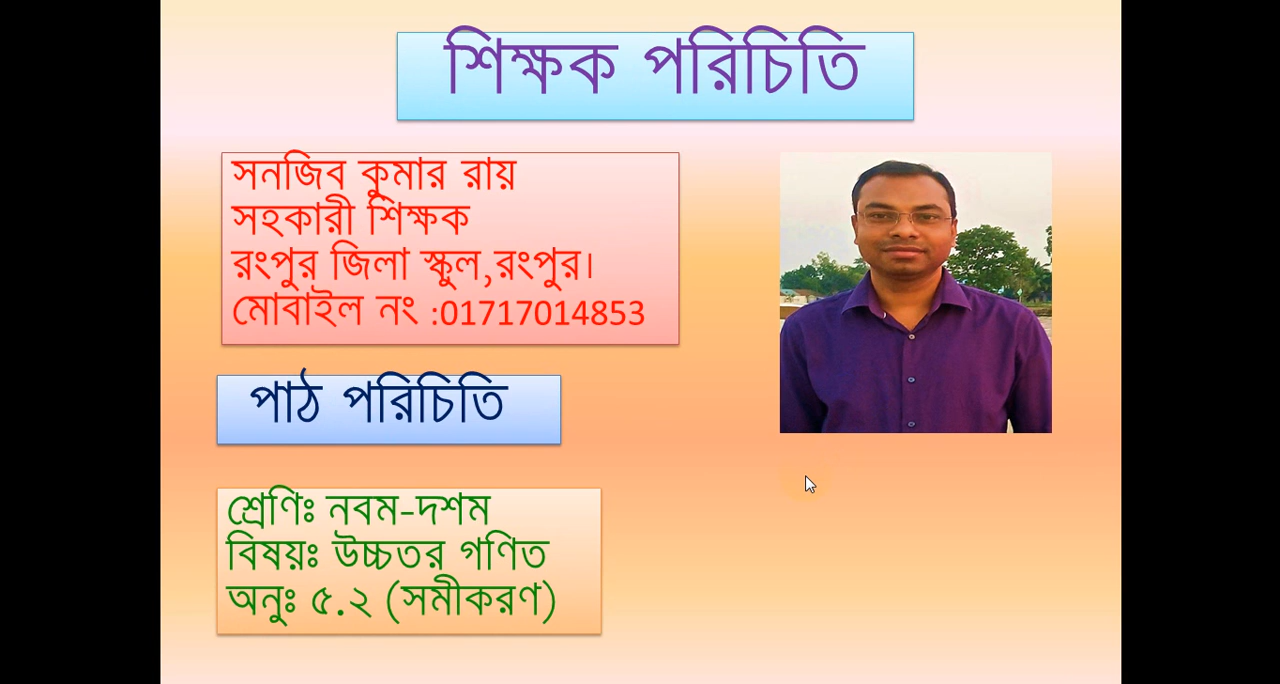 শিক্ষক পরিচিতি
সনজিব কুমার রায়
সহকারী শিক্ষক
রংপুর জিলা স্কুল,রংপুর।
মোবাইল নং :01717014853
পাঠ পরিচিতি
শ্রেণিঃ নবম-দশম
বিষয়ঃ উচ্চতর গণিত
অনুঃ ৫.২ (সমীকরণ)